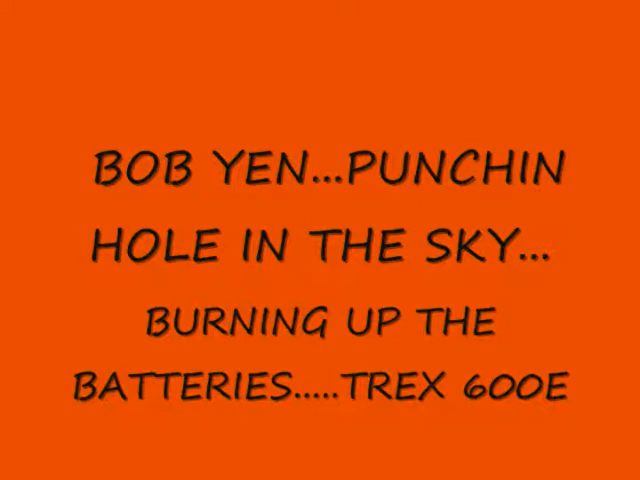 BOB YEN...PUNCHIN
HOLE IN THE SKY...
BURNING UP THE
BATTERIES.....TREX 600E